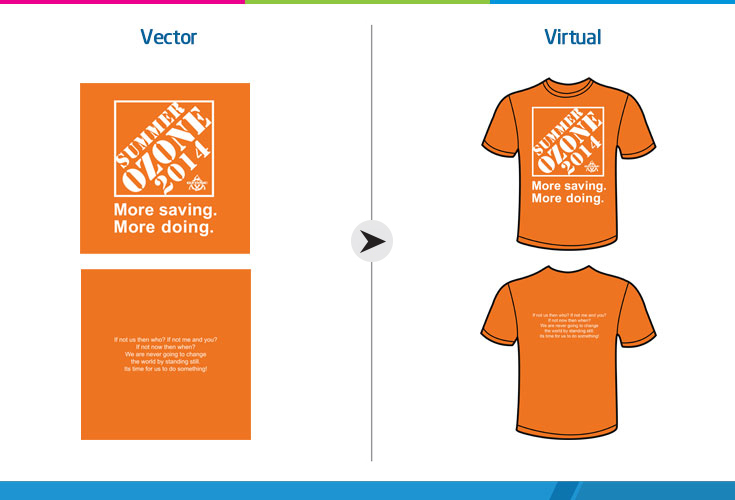 Vector
SUMMER
OZONE
2014
More saving.
More doing.
If not us then who? If not me and you?
If not now then when?
We are never going to change
the world by standing still.
Its time for us to do something!
Virtual
SUMMER
OZONE
2014
More saving.
More doing.
If not us then who? If not me and you?
If not now then when?
We are never going to change
the world by standing still.
Its time for us to do something!